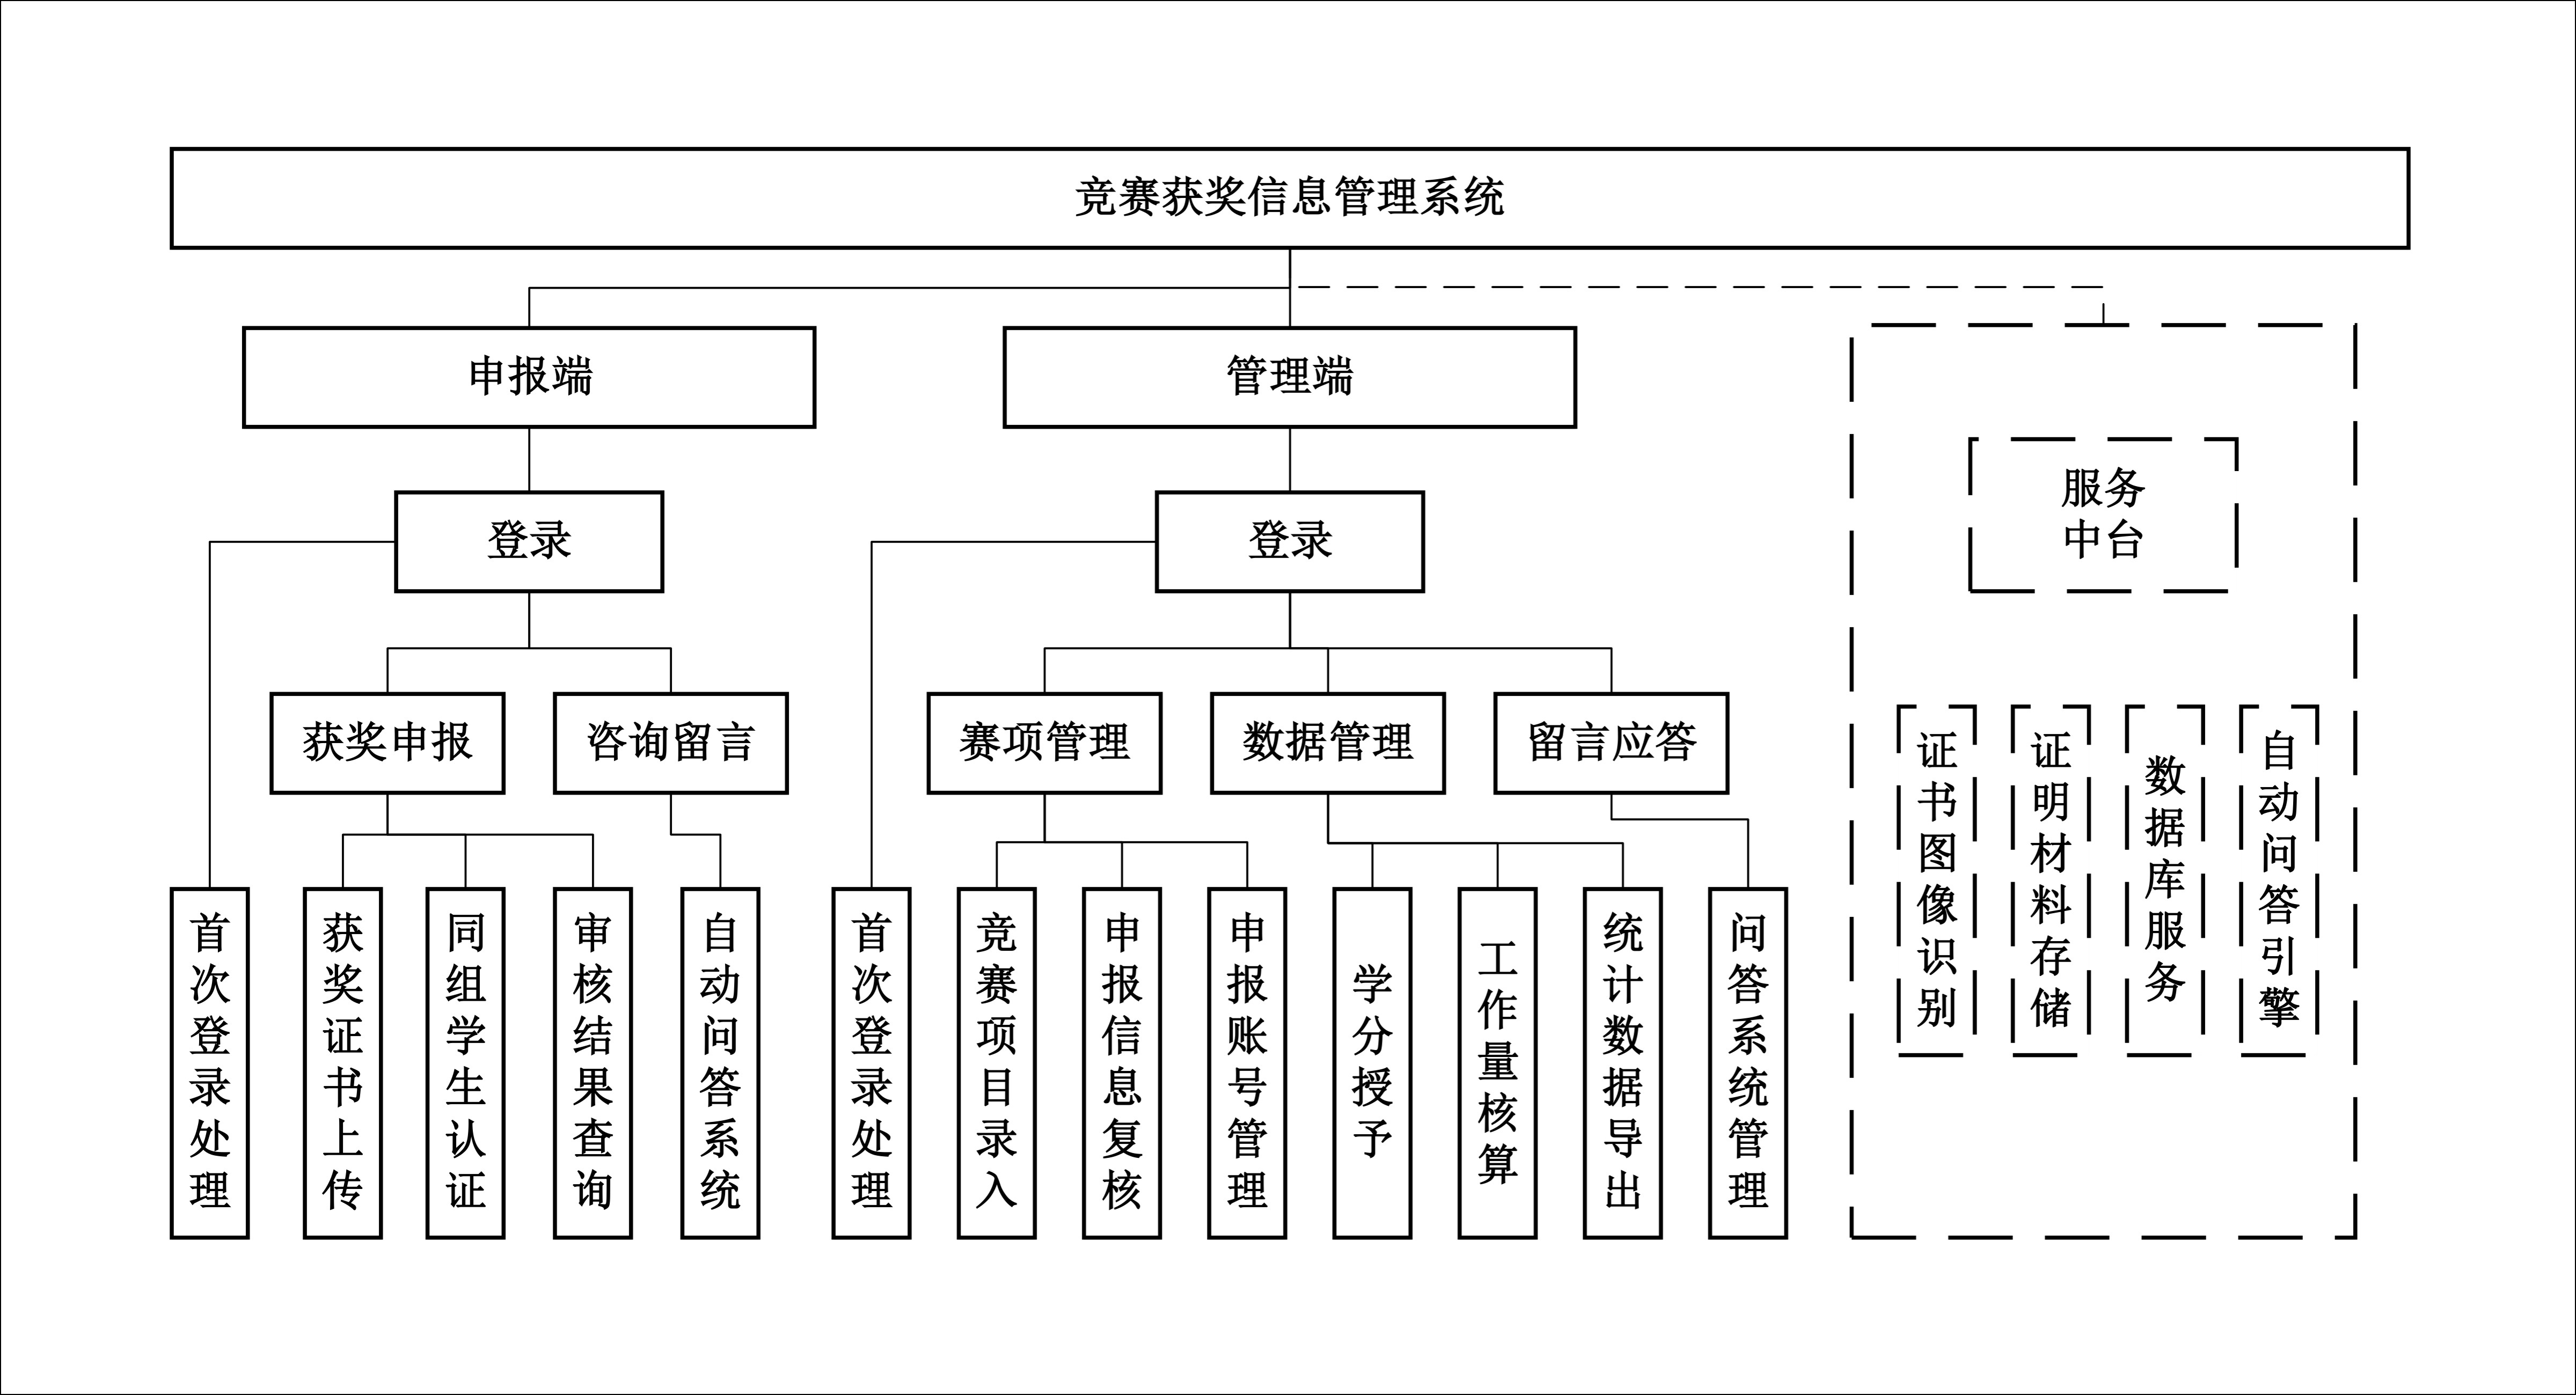 竞赛获奖信息管理系统
申报端
管理端
服务
中台
登录
登录
获奖申报
咨询留言
赛项管理
数据管理
留言应答
首次登录处理
获奖证书上传
同组学生认证
审核结果查询
自动问答系统
首次登录处理
竞赛项目录入
申报信息复核
申报账号管理
学分授予
工作量核算
统计数据导出
问答系统管理
证书图像识别
证明材料存储
数据库服务
自动问答引擎